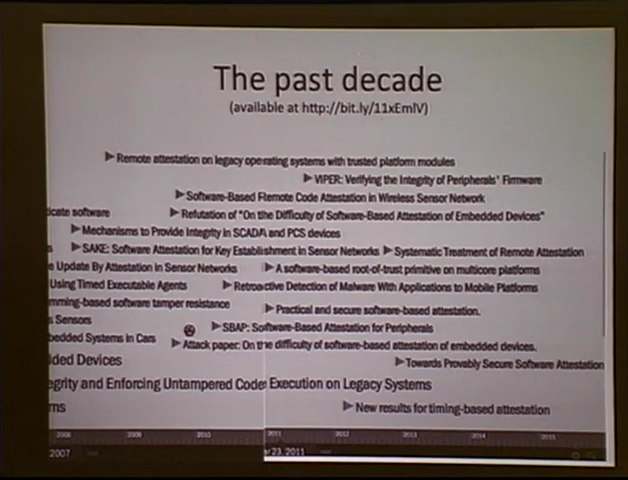 The past decade
(available at http://bit.ly/11xEmlV)
Remote attestation on legacy operating systems with trusted platform modules
VIPER: Verifying the Integrity of Peripherals' Firmware
Software-Based Remote Code Attestation in Wireless Sensor Network
icate software
Refutation of "On the Difficulty of Software-Based Attestation of Embedded Devices"
Mechanisms to Provide Integrity in SCADA and PCS devices
s SAKE: Software Attestation for Key Establishment in Sensor Networks Systematic Treatment of Remote Attestation
e Update By Attestation in Sensor Networks A software-based root-of-trust primitive on multicore platforms
Using Timed Executable Agents Retroactive Detection of Malware With Applications to Mobile Platforms
mming-based software tamper resistance Practical and secure software-based attestation.
s Sensors SBAP: Software-Based Attestation for Peripherals
bedded Systems in Cars Attack paper: On the difficulty of software-based attestation of embedded devices.
dded Devices Towards Provably Secure Software Attestation
egrity and Enforcing Untampered Code Execution on Legacy Systems
ms New results for timing-based attestation
2008 2009 2010 2011 2012 2013 2014 2015
2007 23, 2011